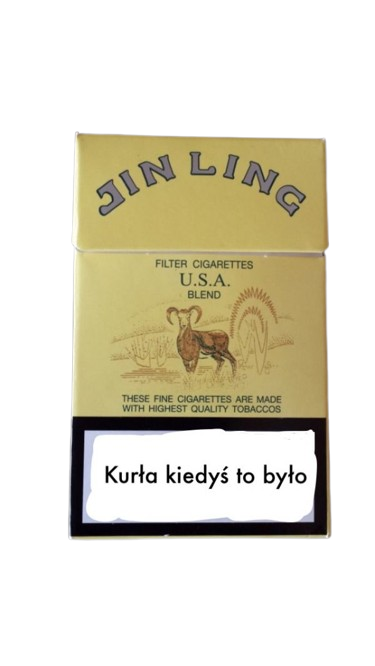 JIN LING
FILTER CIGARETTES
U.S.A.
BLEND
THESE FINE CIGARETTES ARE MADE
WITH HIGHEST QUALITY TOBACCOS
Kurła kiedyś to było